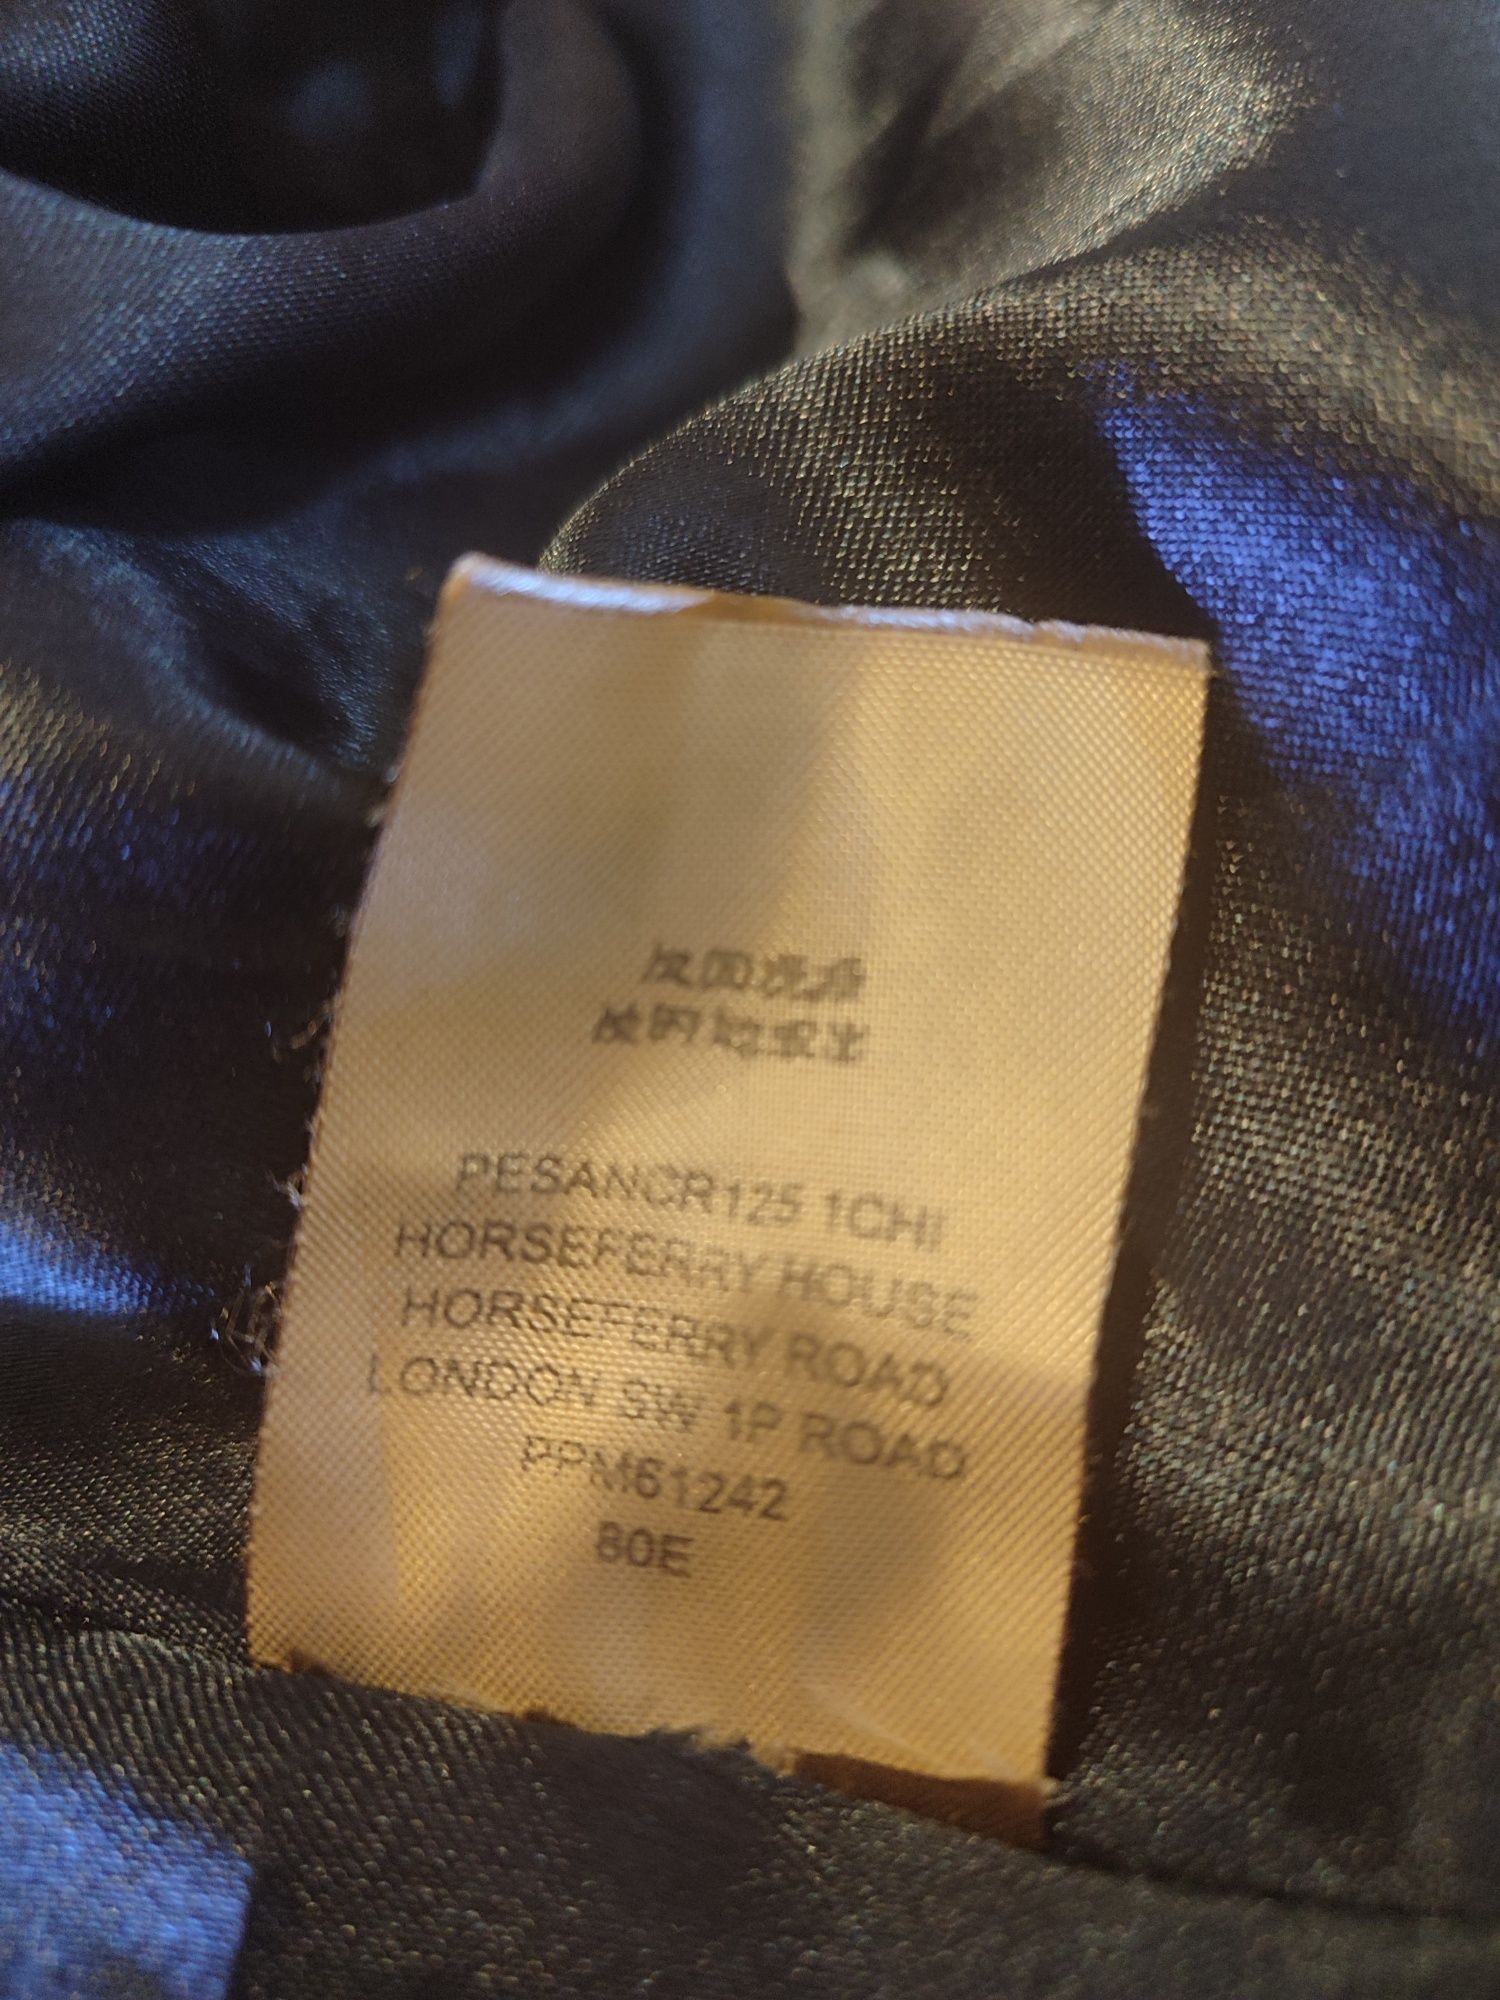 PESANCR125 1CHI
HORSEFERRY HOUSE
HORSEFERRY ROAD
LONDON SW 1P ROAD
PPM61242
80E